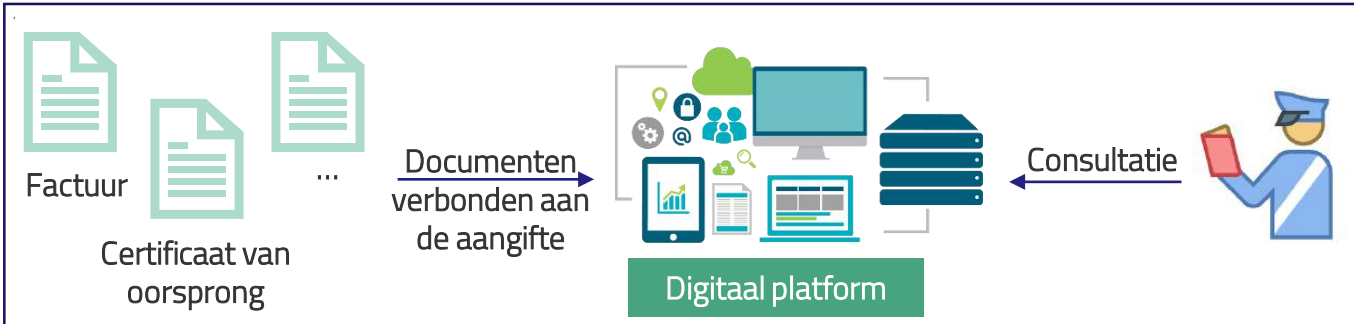 Factuur
Certificaat van
oorsprong
...
Documenten
verbonden aan
de aangifte
@
Digitaal platform
Consultatie